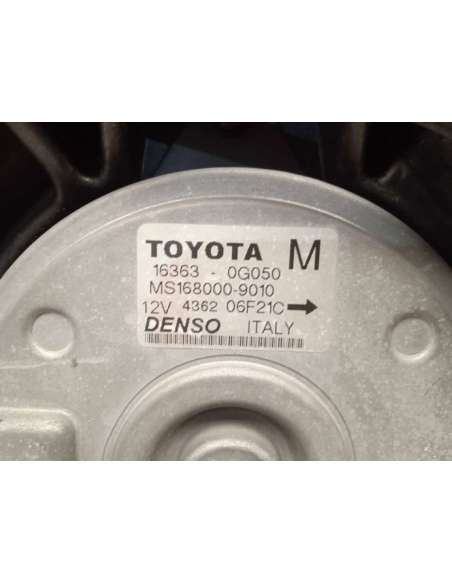 TOYOTA M
16363 - 0G050
MS168000-9010
12V 4362 06F21C→
DENSO ITALY